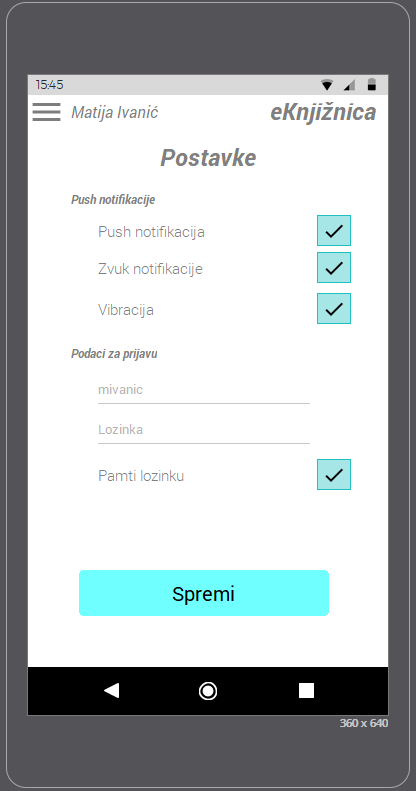 15:45
Matija Ivanić eKnjižnica
Postavke
Push notifikacije
Push notifikacija
Zvuk notifikacije
Vibracija
Podaci za prijavu
mivanic
Lozinka
Pamti lozinku
Spremi
360 x 640